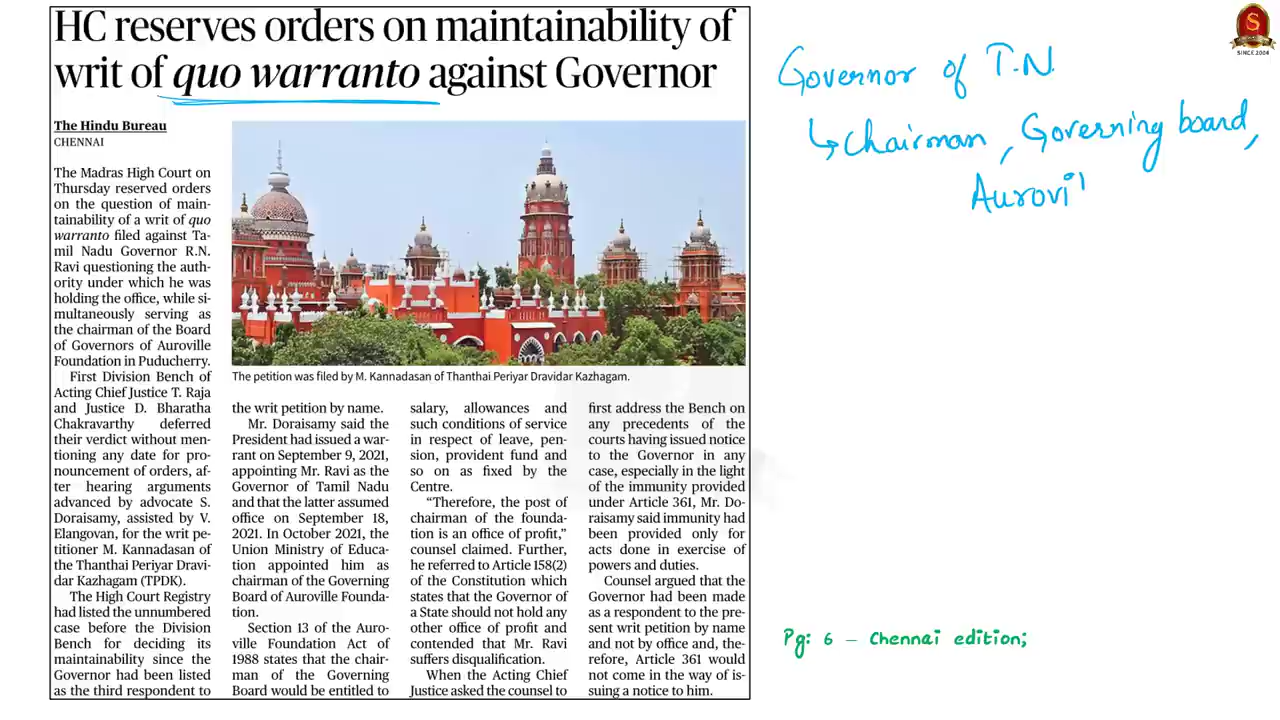 HC reserves orders on maintainability of
writ of quo warranto against Governor
The Hindu Bureau
CHENNAI
The Madras High Court on
Thursday reserved orders
on the question of main-
tainability of a writ of quo
warranto filed against Ta-
mil Nadu Governor R.N.
Ravi questioning the auth-
ority under which he was
holding the office, while si-
multaneously serving as
the chairman of the Board
of Governors of Auroville
Foundation in Puducherry.
First Division Bench of
Acting Chief Justice T. Raja
and Justice D. Bharatha
Chakravarthy deferred
their verdict without men-
tioning any date for pro-
nouncement of orders, af-
ter hearing arguments
advanced by advocate S.
Doraisamy, assisted by V.
Elangovan, for the writ pe-
titioner M. Kannadasan of
the Thanthai Periyar Dravi-
dar Kazhagam (TPDK).
The High Court Registry
had listed the unnumbered
case before the Division
Bench for deciding its
maintainability since the
Governor had been listed
as the third respondent to
The petition was filed by M. Kannadasan of Thanthai Periyar Dravidar Kazhagam.
the writ petition by name.
Mr. Doraisamy said the
President had issued a war-
rant on September 9, 2021,
appointing Mr. Ravi as the
Governor of Tamil Nadu
and that the latter assumed
office on September 18,
2021. In October 2021, the
Union Ministry of Educa-
tion appointed him as
chairman of the Governing
Board of Auroville Founda-
tion.
Section 13 of the Auro-
ville Foundation Act of
1988 states that the chair-
man of the Governing
Board would be entitled to
salary, allowances and
such conditions of service
in respect of leave, pen-
sion, provident fund and
so on as fixed by the
Centre.
“Therefore, the post of
chairman of the founda-
tion is an office of profit,”
counsel claimed. Further,
he referred to Article 158(2)
of the Constitution which
states that the Governor of
a State should not hold any
other office of profit and
contended that Mr. Ravi
suffers disqualification.
When the Acting Chief
Justice asked the counsel to
first address the Bench on
any precedents of the
courts having issued notice
to the Governor in any
case, especially in the light
of the immunity provided
under Article 361, Mr. Do-
raisamy said immunity had
been provided only for
acts done in exercise of
powers and duties.
Counsel argued that the
Governor had been made
as a respondent to the pre-
sent writ petition by name
and not by office and, the-
refore, Article 361 would
not come in the way of is-
suing a notice to him.
Governor of T.N.
↳ Chairman, Governing board,
Aurovil
Pg: 6 – Chennai edition;
S
SINCE 2004